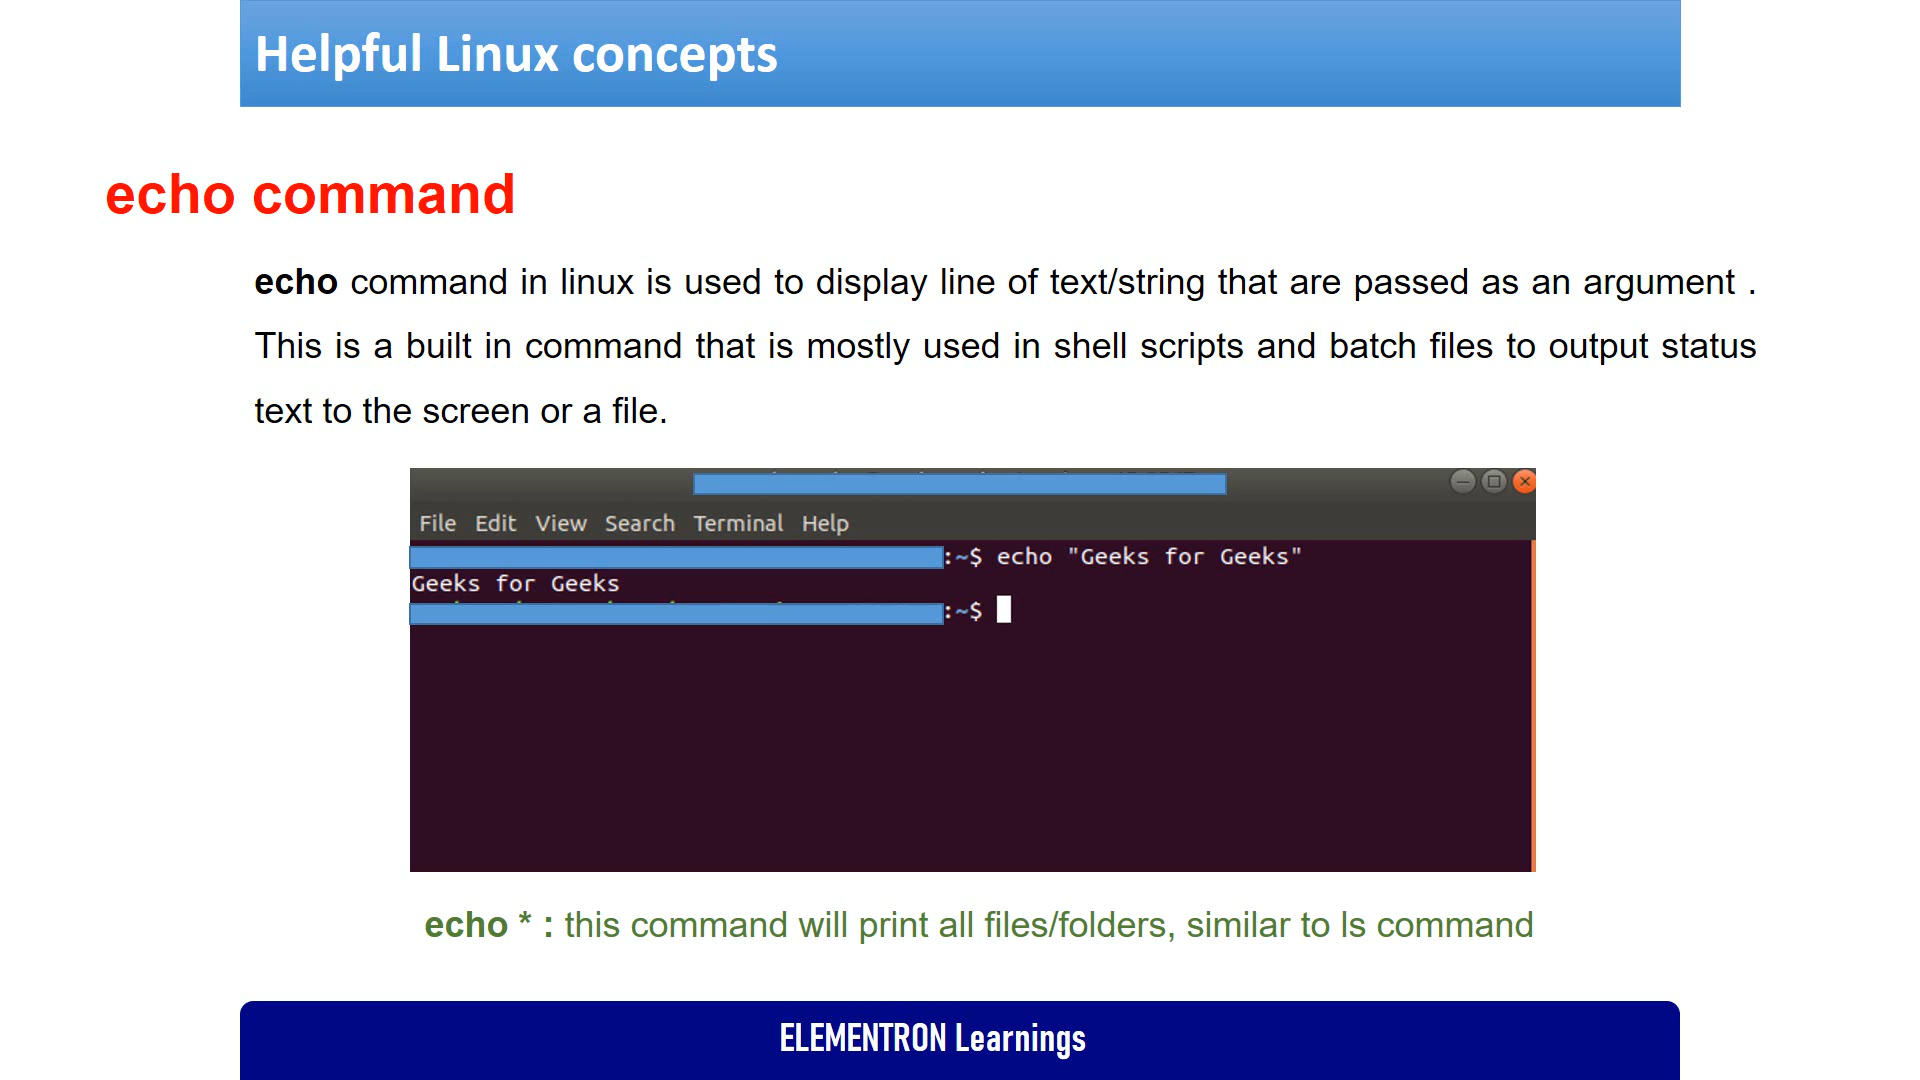 Helpful Linux concepts
echo command
echo command in linux is used to display line of text/string that are passed as an argument .
This is a built in command that is mostly used in shell scripts and batch files to output status
text to the screen or a file.
File Edit View Search Terminal Help
:~$ echo "Geeks for Geeks"
Geeks for Geeks
:~$
echo * : this command will print all files/folders, similar to ls command
ELEMENTRON Learnings